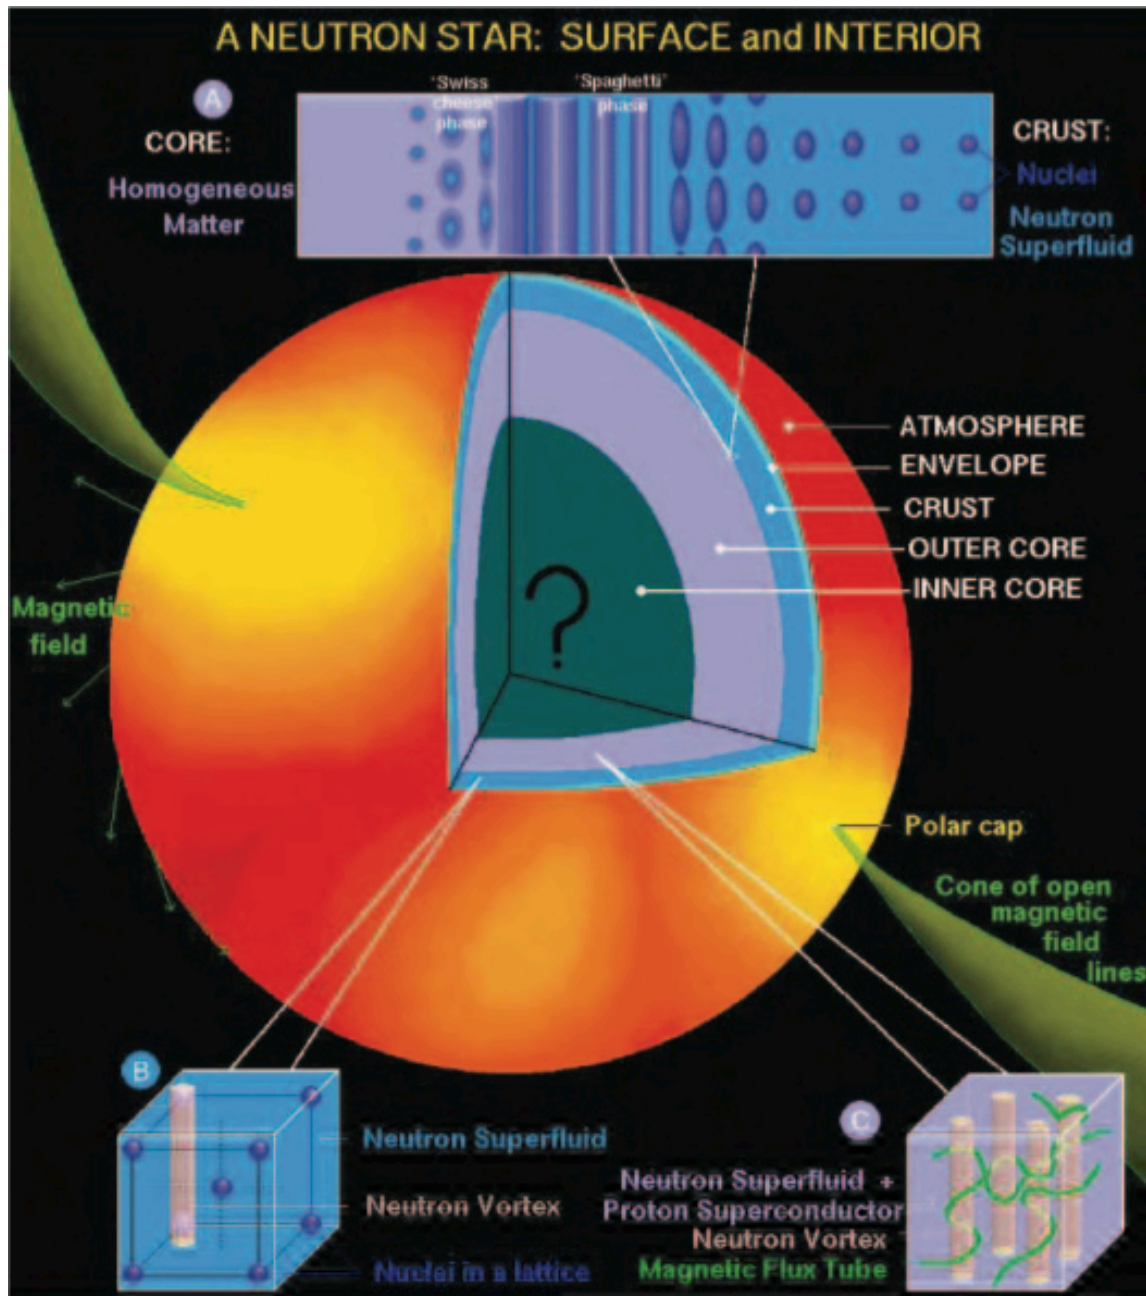 A NEUTRON STAR: SURFACE and INTERIOR
A
'Swiss
cheese'
phase
'Spaghetti'
phase
CORE:
Homogeneous
Matter
CRUST:
Nuclei
Neutron
Superfluid
ATMOSPHERE
ENVELOPE
CRUST
OUTER CORE
INNER CORE
?
Magnetic
field
Polar cap
Cone of open
magnetic
field
lines
B
Neutron Superfluid
Neutron Vortex
Nuclei in a lattice
C
Neutron Superfluid +
Proton Superconductor
Neutron Vortex
Magnetic Flux Tube